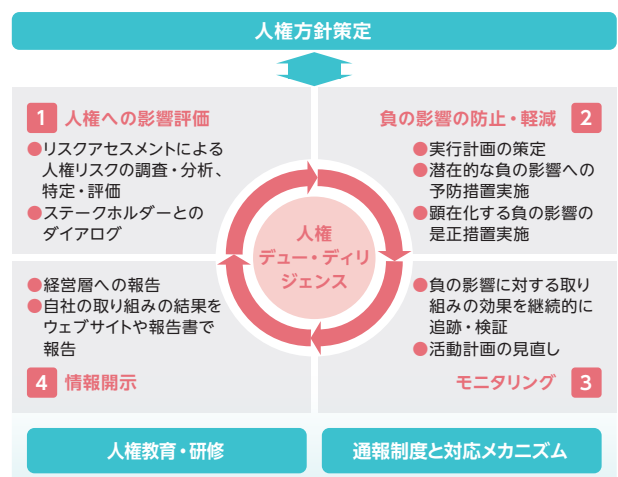 人権方針策定
1 人権への影響評価
●リスクアセスメントによる
人権リスクの調査・分析、
特定・評価
●ステークホルダーとの
ダイアログ
負の影響の防止・軽減 2
●実行計画の策定
●潜在的な負の影響への
予防措置実施
●顕在化する負の影響の
是正措置実施
人権
デュー・ディリ
ジェンス
●経営層への報告
●自社の取り組みの結果を
ウェブサイトや報告書で
報告
4 情報開示
●負の影響に対する取り
組みの効果を継続的に
追跡・検証
●活動計画の見直し
モニタリング 3
人権教育・研修
通報制度と対応メカニズム